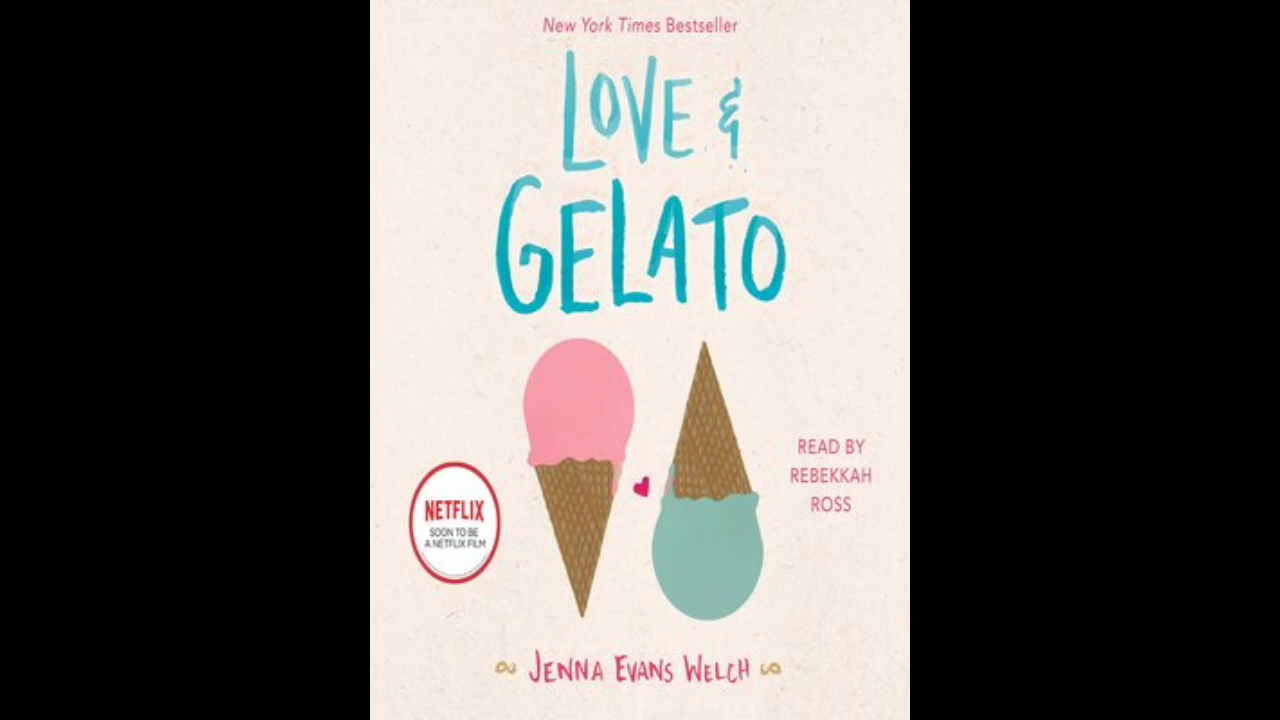 New York Times Bestseller
LOVE &
GELATO
READ BY
REBEKKAH
ROSS
NETFLIX
SOON TO BE
A NETFLIX FILM
JENNA EVANS WELCH